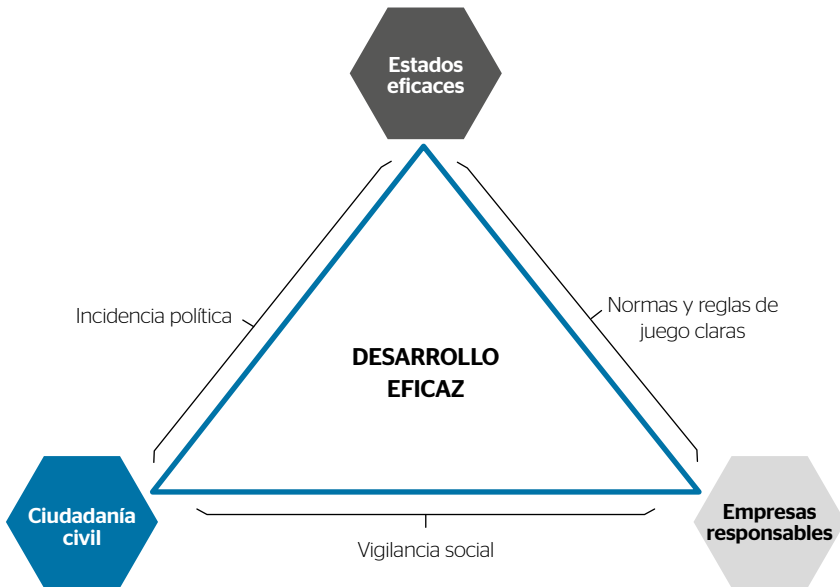 Estados
eficaces
Incidencia política
Normas y reglas de
juego claras
DESARROLLO
EFICAZ
Ciudadanía
civil
Empresas
responsables
Vigilancia social